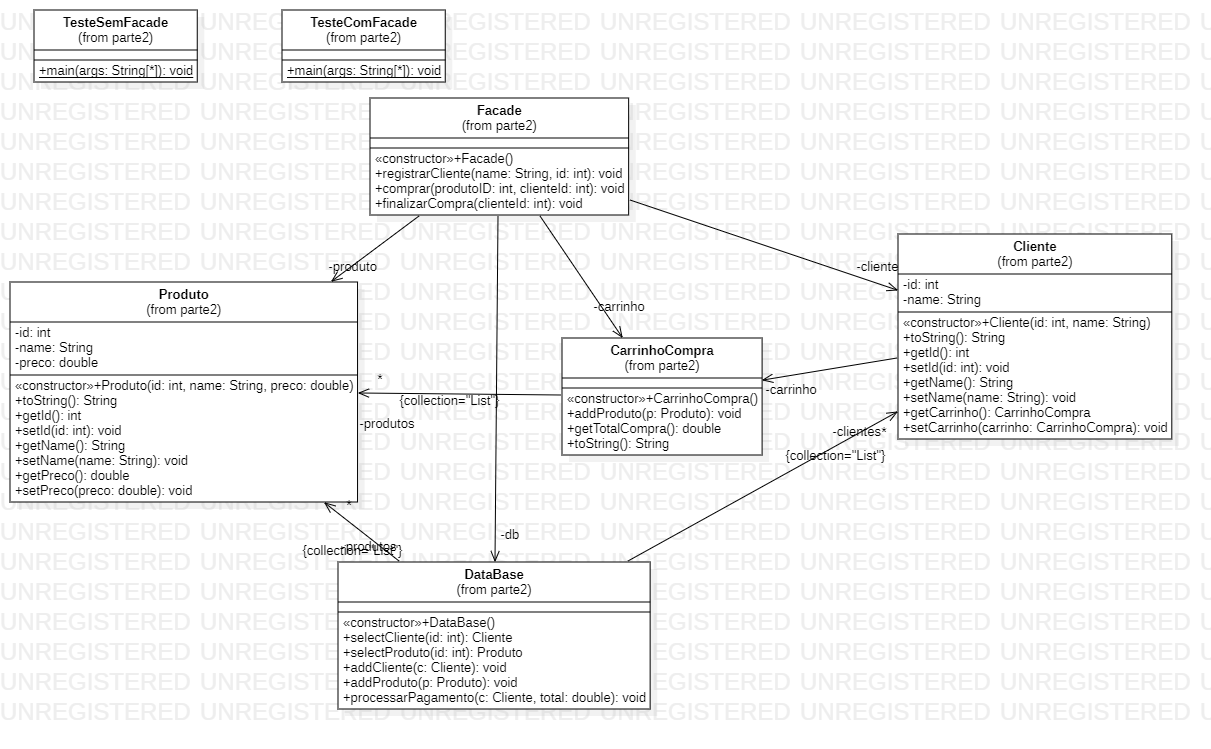 TesteSemFacade
(from parte2)
+main(args: String[*]): void
TesteComFacade
(from parte2)
+main(args: String[*]): void
Facade
(from parte2)
«constructor»+Facade()
+registrarCliente(name: String, id: int): void
+comprar(produtoID: int, clienteId: int): void
+finalizarCompra(clienteId: int): void
-produto
-carrinho
-cliente
Cliente
(from parte2)
-id: int
-name: String
«constructor»+Cliente(id: int, name: String)
+toString(): String
+getId(): int
+setId(id: int): void
+getName(): String
+setName(name: String): void
+getCarrinho(): CarrinhoCompra
+setCarrinho(carrinho: CarrinhoCompra): void
Produto
(from parte2)
-id: int
-name: String
-preco: double
«constructor»+Produto(id: int, name: String, preco: double)
+toString(): String
+getId(): int
+setId(id: int): void
+getName(): String
+setName(name: String): void
+getPreco(): double
+setPreco(preco: double): void
CarrinhoCompra
(from parte2)
«constructor»+CarrinhoCompra()
+addProduto(p: Produto): void
+getTotalCompra(): double
+toString(): String
*
{collection="List"}
-produtos
-carrinho
-clientes*
{collection="List"}
*
-produtos
{collection="List"}
-db
DataBase
(from parte2)
«constructor»+DataBase()
+selectCliente(id: int): Cliente
+selectProduto(id: int): Produto
+addCliente(c: Cliente): void
+addProduto(p: Produto): void
+processarPagamento(c: Cliente, total: double): void
UNREGISTERED